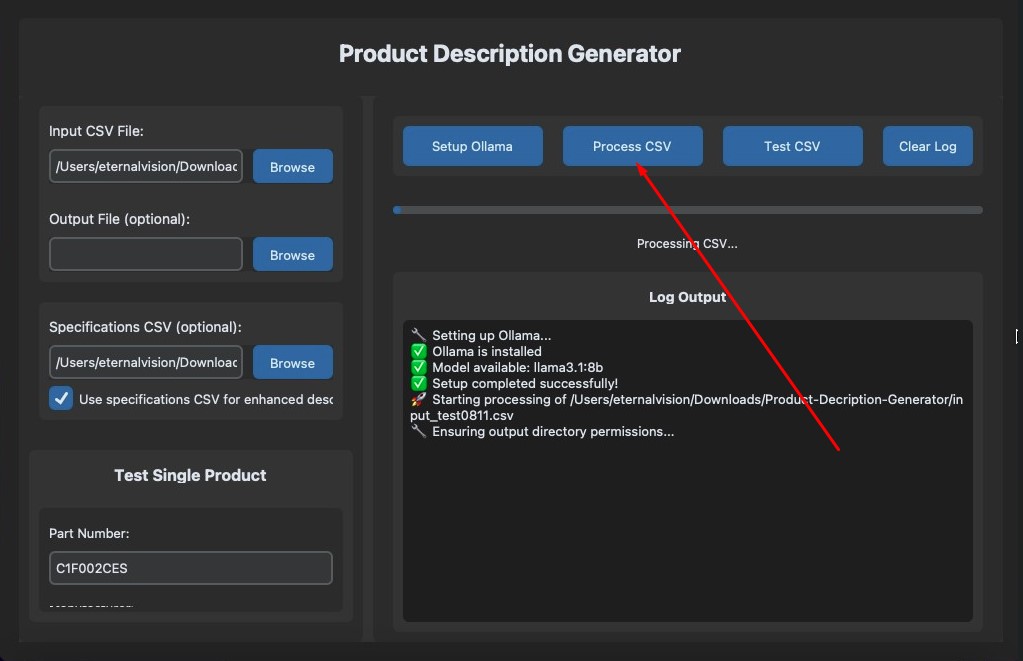 Product Description Generator
Input CSV File:
/Users/eternalvision/Downloac
Browse
Output File (optional):
Browse
Specifications CSV (optional):
/Users/eternalvision/Downloac
Browse
Use specifications CSV for enhanced desc
Test Single Product
Part Number:
C1F002CES
Setup Ollama
Process CSV
Test CSV
Clear Log
Processing CSV...
Log Output
🔧 Setting up Ollama...
✅ Ollama is installed
✅ Model available: llama3.1:8b
✅ Setup completed successfully!
🚀 Starting processing of /Users/eternalvision/Downloads/Product-Decription-Generator/in
put_test0811.csv
🔧 Ensuring output directory permissions...